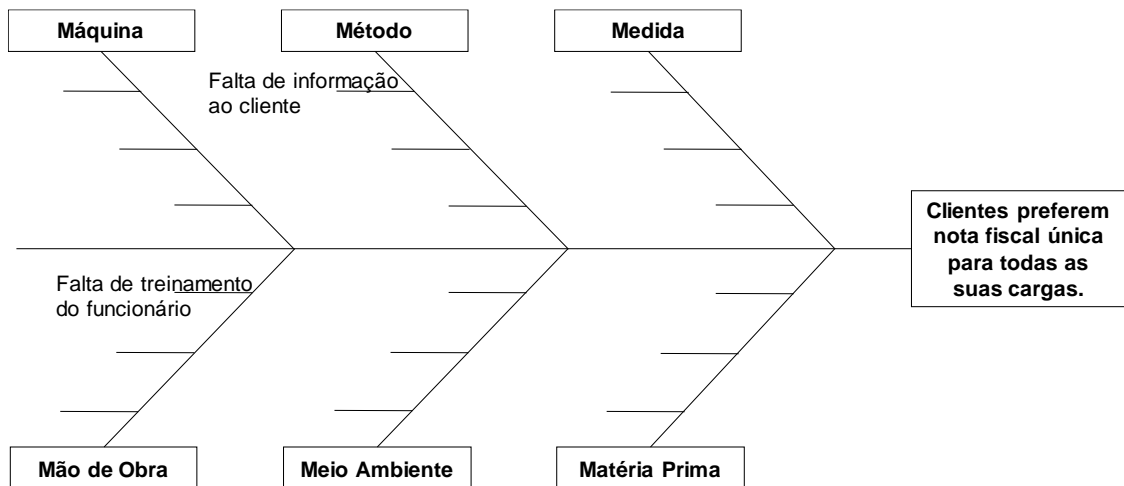 Máquina
Método
Medida
Falta de informação
ao cliente
Clientes preferem
nota fiscal única
para todas as
suas cargas.
Falta de treinamento
do funcionário
Mão de Obra
Meio Ambiente
Matéria Prima